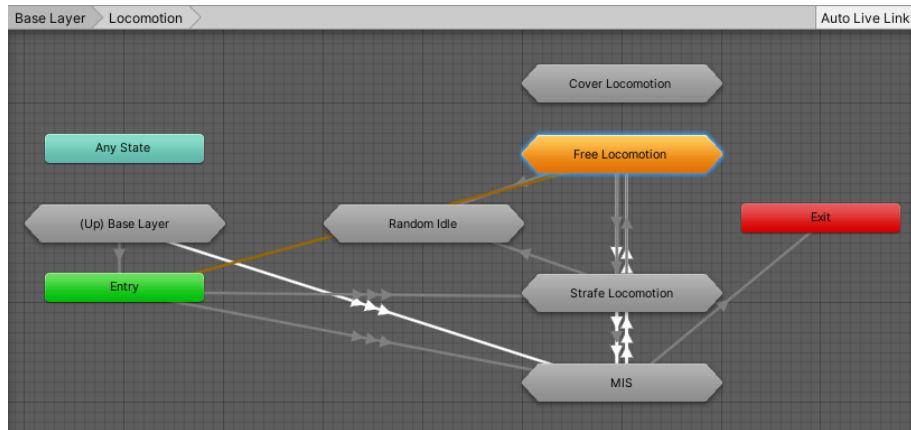 Base Layer
Locomotion
Auto Live Link
Cover Locomotion
Any State
Free Locomotion
(Up) Base Layer
Random Idle
Exit
Entry
Strafe Locomotion
MIS